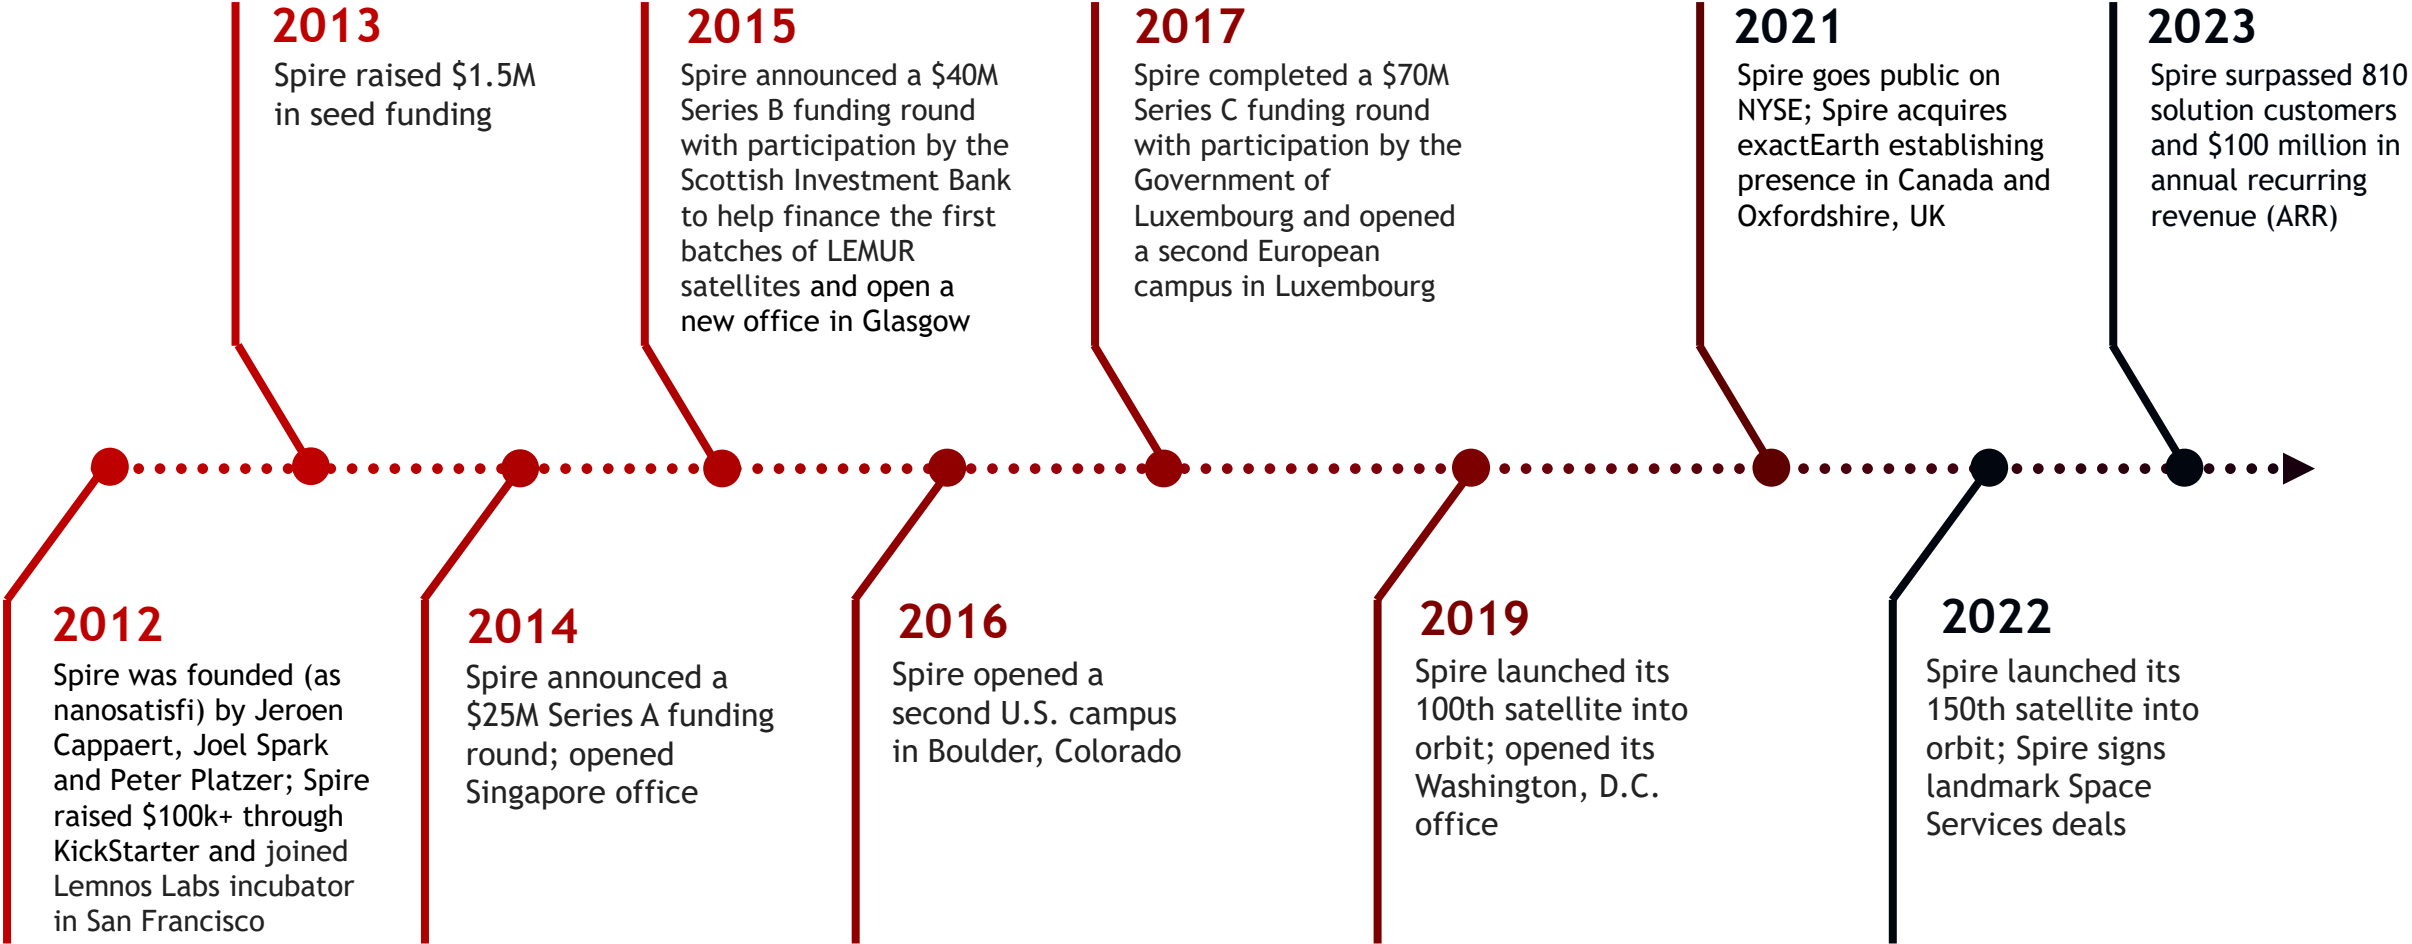 2013
Spire raised $1.5M
in seed funding
2015
Spire announced a $40M
Series B funding round
with participation by the
Scottish Investment Bank
to help finance the first
batches of LEMUR
satellites and open a
new office in Glasgow
2017
Spire completed a $70M
Series C funding round
with participation by the
Government of
Luxembourg and opened
a second European
campus in Luxembourg
2021
Spire goes public on
NYSE; Spire acquires
exactEarth establishing
presence in Canada and
Oxfordshire, UK
2023
Spire surpassed 810
solution customers
and $100 million in
annual recurring
revenue (ARR)
2012
Spire was founded (as
nanosatisfi) by Jeroen
Cappaert, Joel Spark
and Peter Platzer; Spire
raised $100k+ through
KickStarter and joined
Lemnos Labs incubator
in San Francisco
2014
Spire announced a
$25M Series A funding
round; opened
Singapore office
2016
Spire opened a
second U.S. campus
in Boulder, Colorado
2019
Spire launched its
100th satellite into
orbit; opened its
Washington, D.C.
office
2022
Spire launched its
150th satellite into
orbit; Spire signs
landmark Space
Services deals